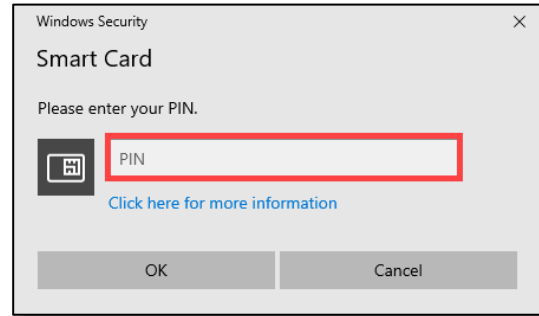 Windows Security
Smart Card
Please enter your PIN.
PIN
Click here for more information
OK
Cancel